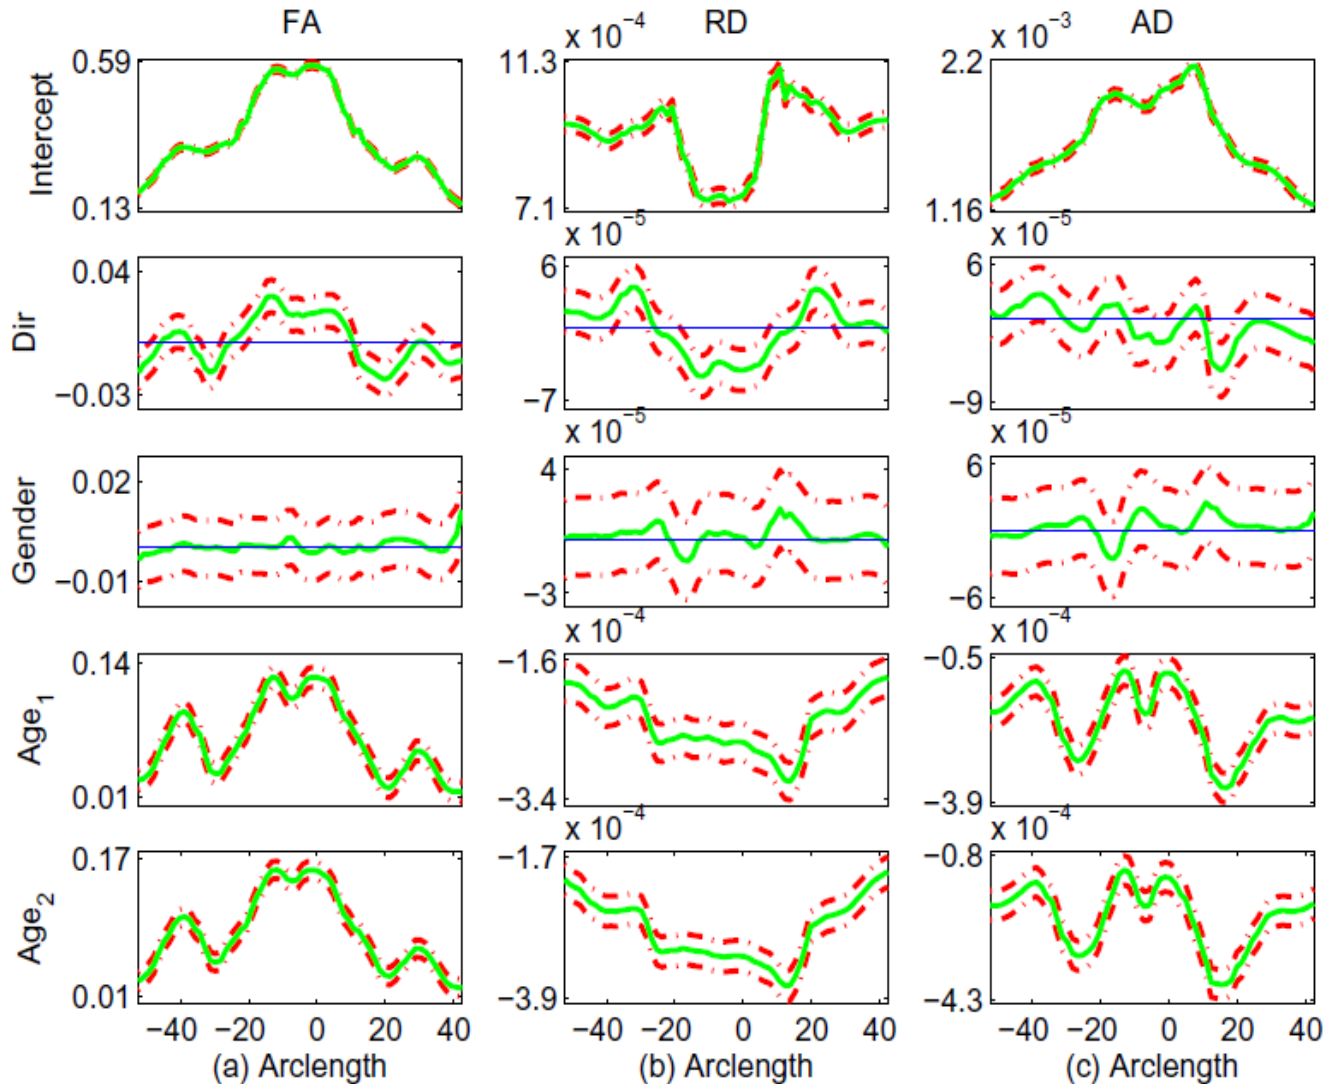 FA RD AD
x 10⁻⁴ x 10⁻³
Intercept 0.59 0.13 11.3 7.1 2.2 1.16
x 10⁻⁵ x 10⁻⁵
Dir 0.04 −0.03 6 −7 6 −9
x 10⁻⁵ x 10⁻⁵
Gender 0.02 −0.01 4 −3 6 −6
x 10⁻⁴ x 10⁻⁴
Age₁ 0.14 0.01 −1.6 −3.4 −0.5 −3.9
x 10⁻⁴ x 10⁻⁴
Age₂ 0.17 0.01 −1.7 −3.9 −0.8 −4.3
−40 −20 0 20 40 −40 −20 0 20 40 −40 −20 0 20 40
(a) Arclength (b) Arclength (c) Arclength